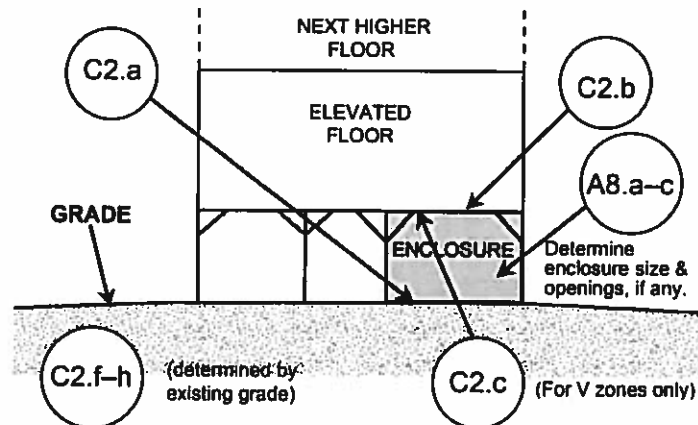 NEXT HIGHER
FLOOR
C2.a
C2.b
ELEVATED
FLOOR
A8.a–c
GRADE
ENCLOSURE
Determine
enclosure size &
openings, if any.
C2.f–h
(determined by
existing grade)
C2.c
(For V zones only)